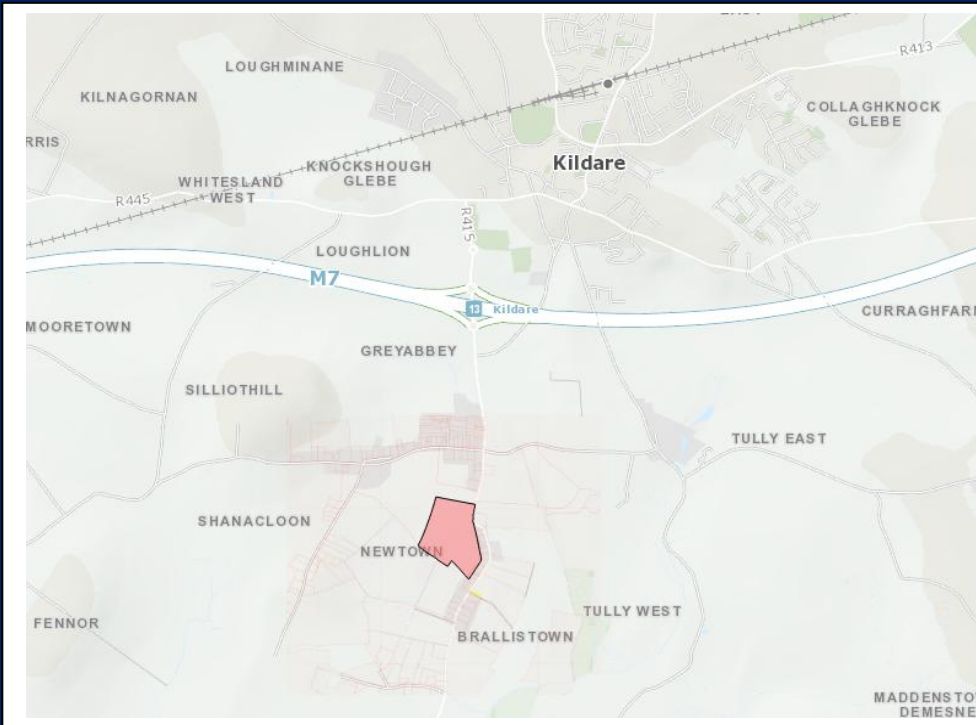 R413
LOUGHMINANE
KILNAGORNAN
COLLAGHKNOCK
GLEBE
RRIS
Kildare
KNOCKSHOUGH
GLEBE
WHITESLAND
WEST
R445
R415
LOUGHLION
M7
13
Kildare
CURRAGHFARM
MOORETOWN
GREYABBEY
SILLIOTHILL
TULLY EAST
SHANACLOON
NEWTOWN
TULLY WEST
FENNOR
BRALLISTOWN
MADDENSTO
DEMESNE